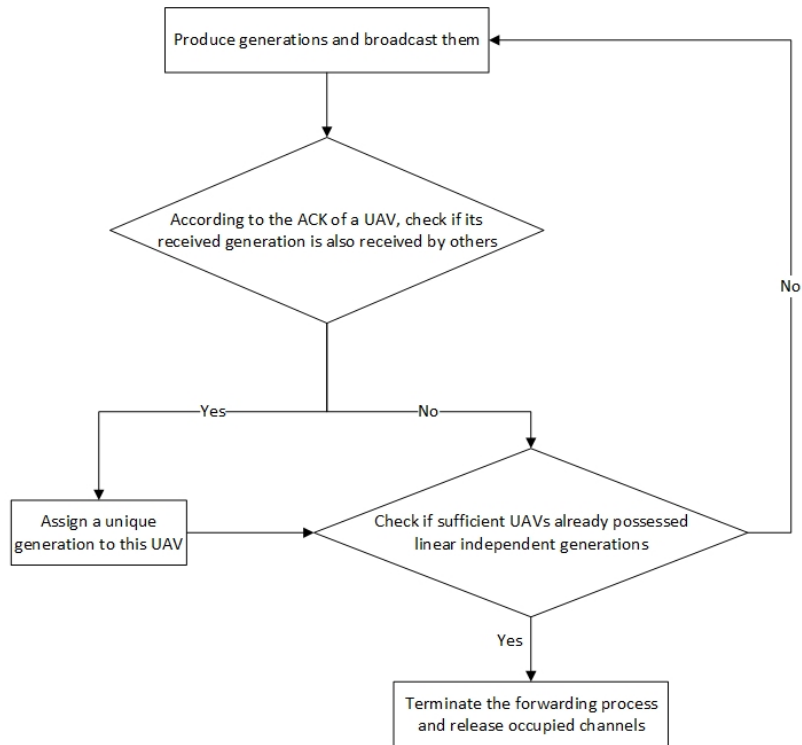 Produce generations and broadcast them
According to the ACK of a UAV, check if its
received generation is also received by others
No
Yes
No
Assign a unique
generation to this UAV
Check if sufficient UAVs already possessed
linear independent generations
Yes
Terminate the forwarding process
and release occupied channels